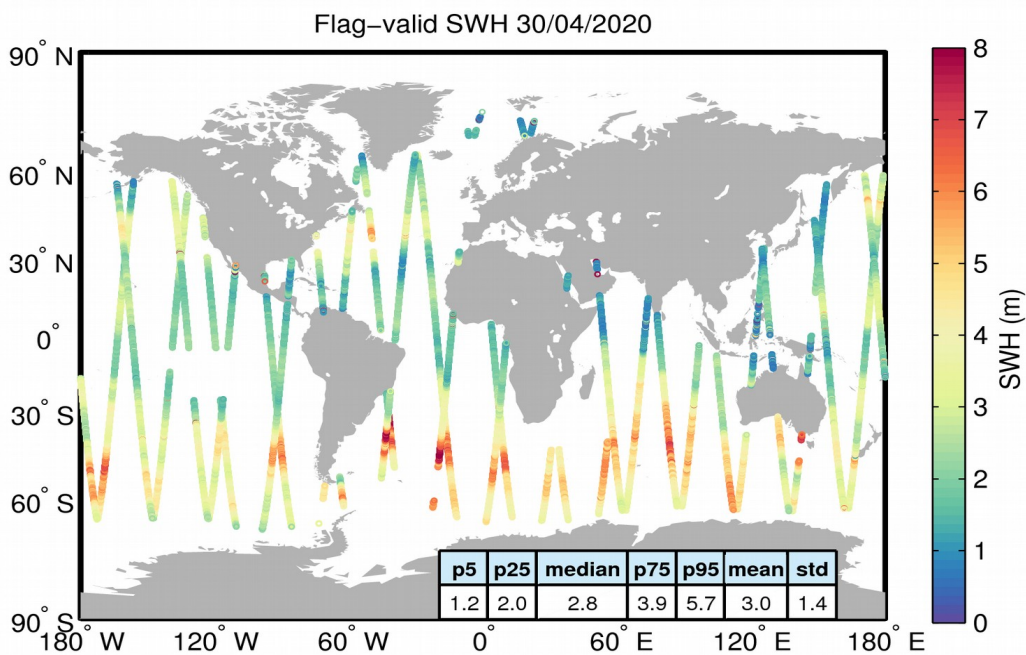 Flag−valid SWH 30/04/2020
90° N
60° N
30° N
0°
30° S
60° S
90° S
180° W
120° W
60° W
0°
60° E
120° E
180° E
p5 p25 median p75 p95 mean std
1.2 2.0 2.8 3.9 5.7 3.0 1.4
8
7
6
5
4
3
2
1
0
SWH (m)